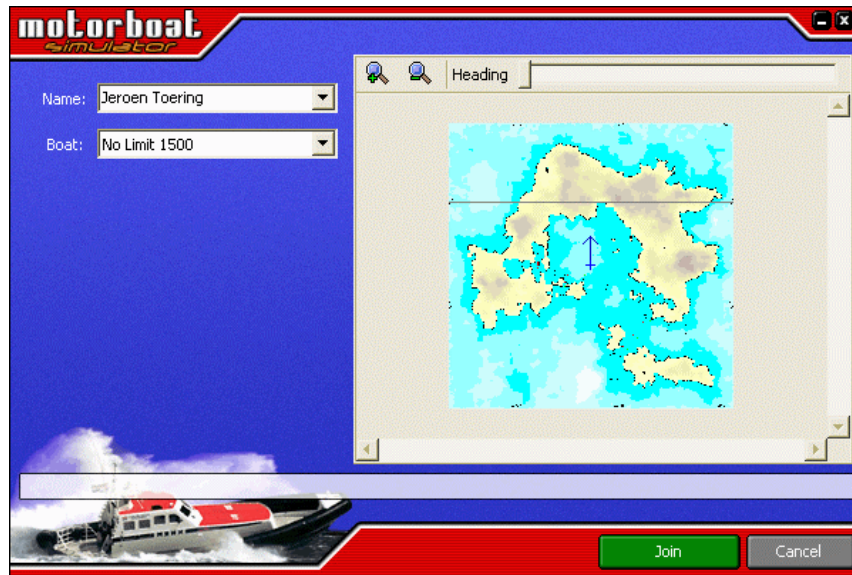 motorboat
simulator
Heading
Name: Jeroen Toering
Boat: No Limit 1500
Join
Cancel